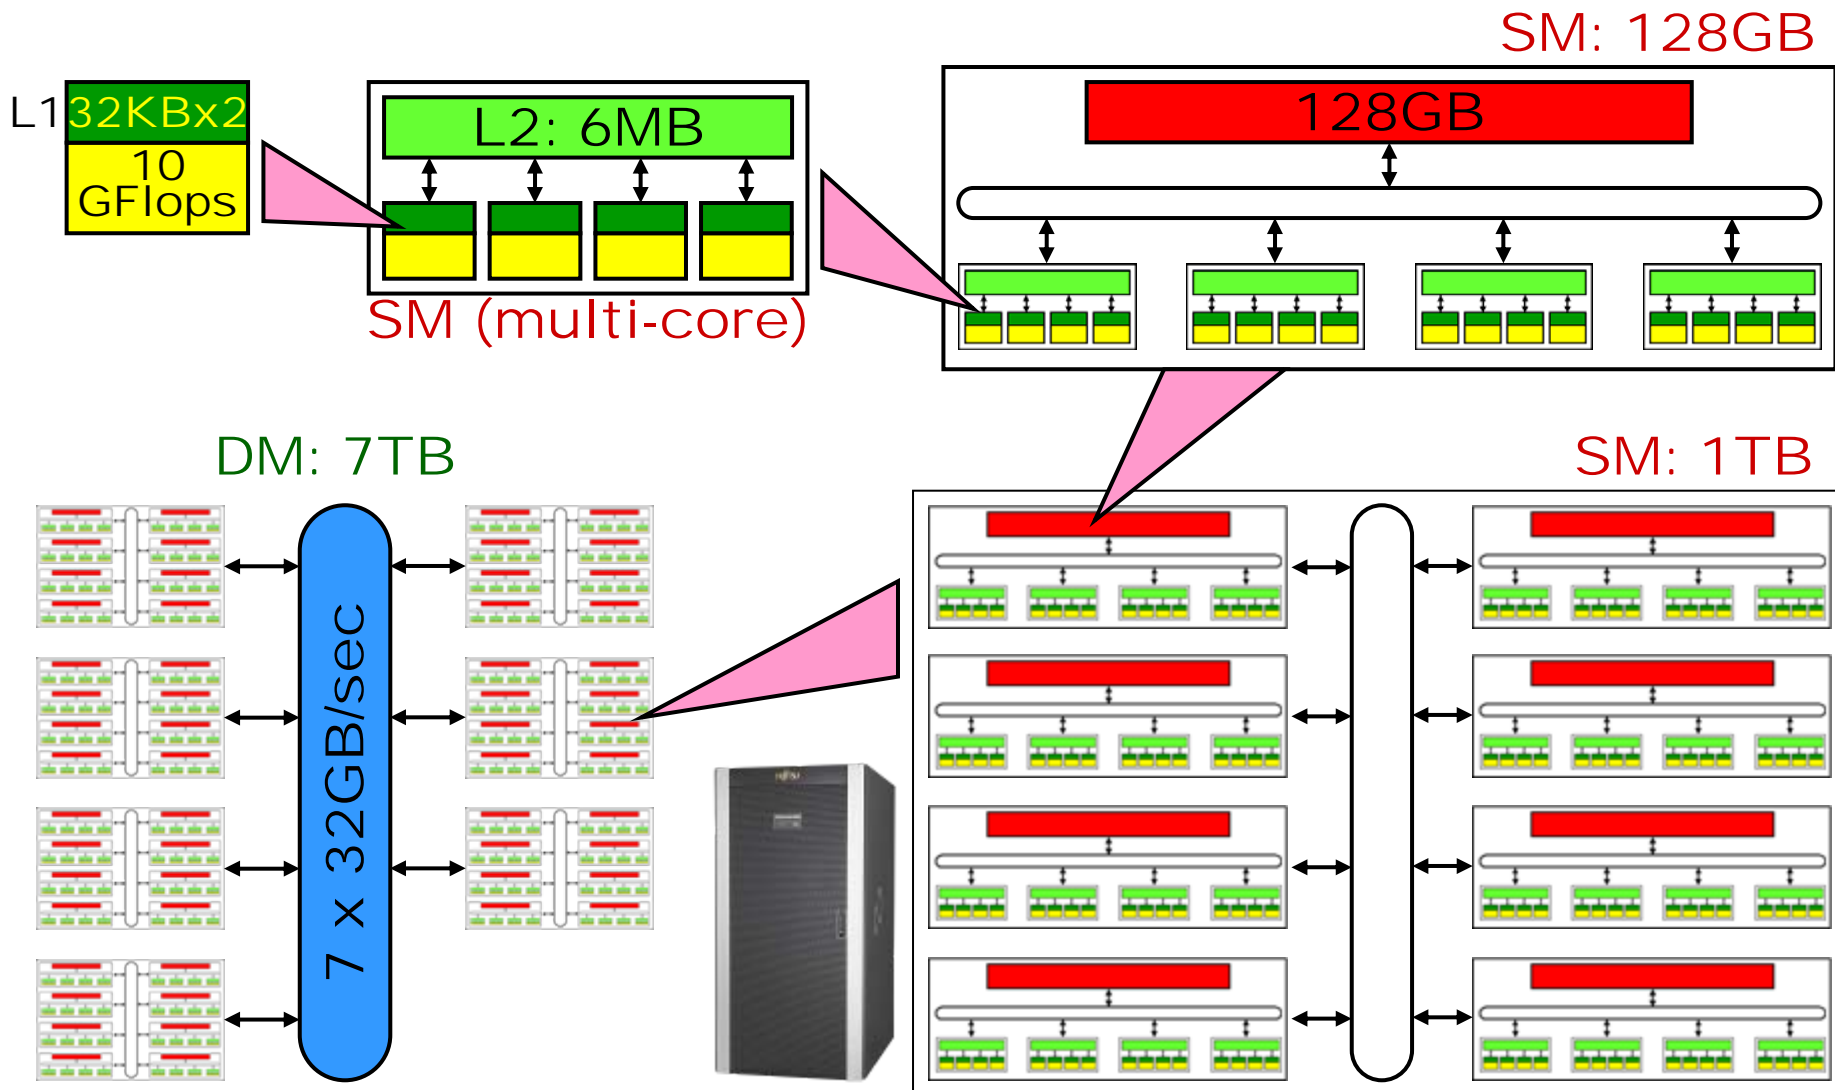 SM: 128GB
L1
32KBx2
10
GFlops
L2: 6MB
SM (multi-core)
128GB
DM: 7TB
7 x 32GB/sec
SM: 1TB